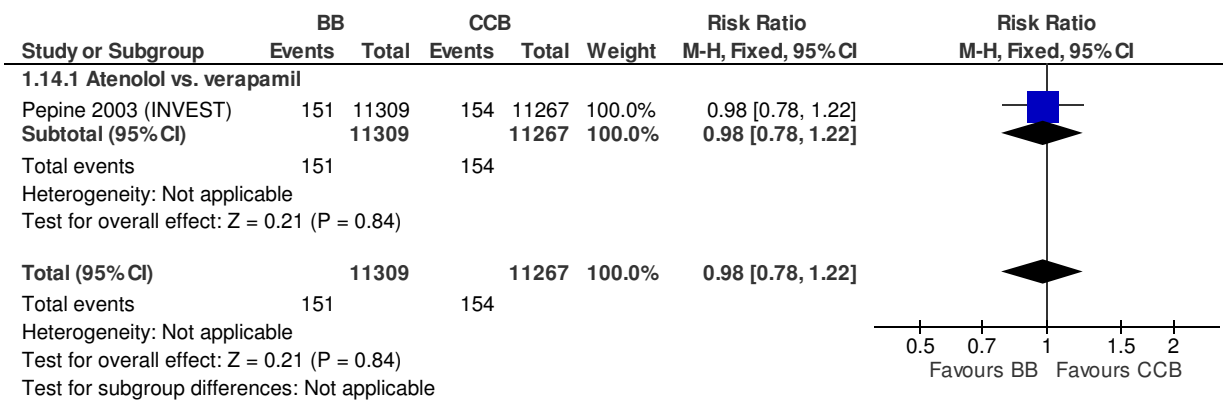 BB CCB Risk Ratio Risk Ratio
Study or Subgroup Events Total Events Total Weight M-H, Fixed, 95% CI M-H, Fixed, 95% CI
1.14.1 Atenolol vs. verapamil
Pepine 2003 (INVEST) 151 11309 154 11267 100.0% 0.98 [0.78, 1.22]
Subtotal (95% CI) 11309 11267 100.0% 0.98 [0.78, 1.22]
Total events 151 154
Heterogeneity: Not applicable
Test for overall effect: Z = 0.21 (P = 0.84)
Total (95% CI) 11309 11267 100.0% 0.98 [0.78, 1.22]
Total events 151 154
Heterogeneity: Not applicable
Test for overall effect: Z = 0.21 (P = 0.84)
Test for subgroup differences: Not applicable
0.5 0.7 1 1.5 2
Favours BB Favours CCB